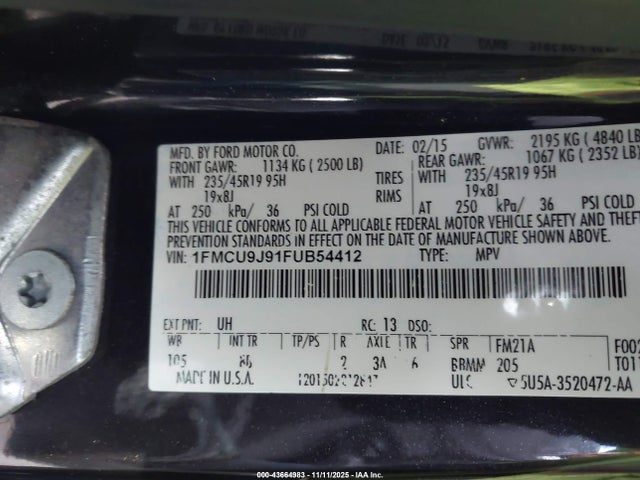 MFD. BY FORD MOTOR CO. DATE: 02/15 GVWR: 2195 KG ( 4840 LB
FRONT GAWR: 1134 KG ( 2500 LB) REAR GAWR: 1067 KG ( 2352 LB)
WITH 235/45R19 95H TIRES WITH 235/45R19 95H
19x8J RIMS 19x8J
AT 250 kPa/ 36 PSI COLD AT 250 kPa/ 36 PSI COLD
THIS VEHICLE CONFORMS TO ALL APPLICABLE FEDERAL MOTOR VEHICLE SAFETY AND THEFT
PREVENTION STANDARDS IN EFFECT ON THE DATE OF MANUFACTURE SHOWN ABOVE.
VIN: 1FMCU9J91FUB54412 TYPE: MPV
EXT PNT: UH RC: 13 DSO:
WB INT TR TP/PS R AXLE TR SPR FM21A F002
105 2 3A 6 BBMM 205 T011
MADE IN U.S.A. 5U5A-3520472-AA
000-43664983 - 11/11/2025 - IAA Inc.